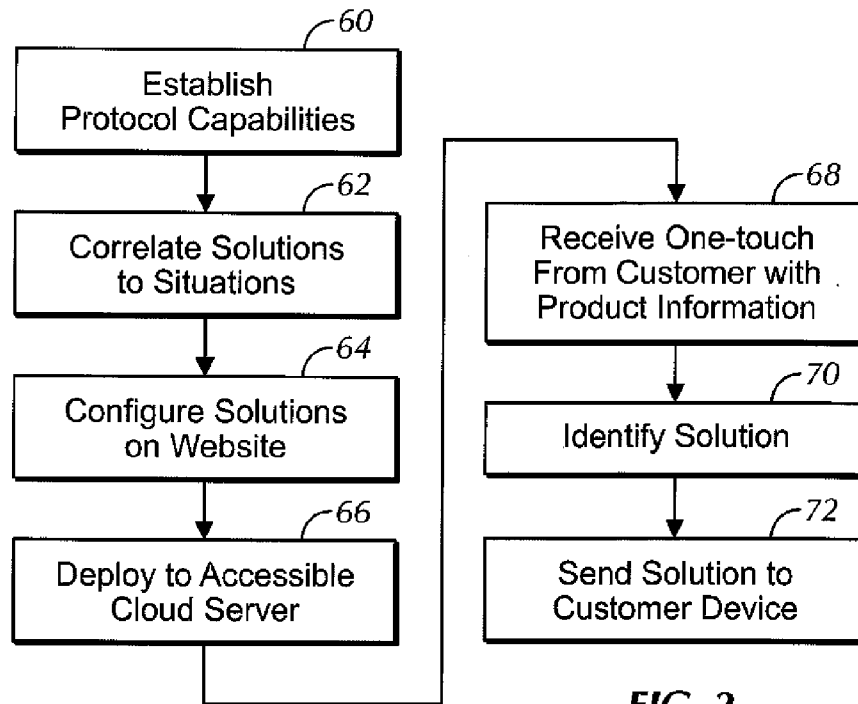 60
Establish
Protocol Capabilities
62
Correlate Solutions
to Situations
64
Configure Solutions
on Website
66
Deploy to Accessible
Cloud Server
68
Receive One-touch
From Customer with
Product Information
70
Identify Solution
72
Send Solution to
Customer Device